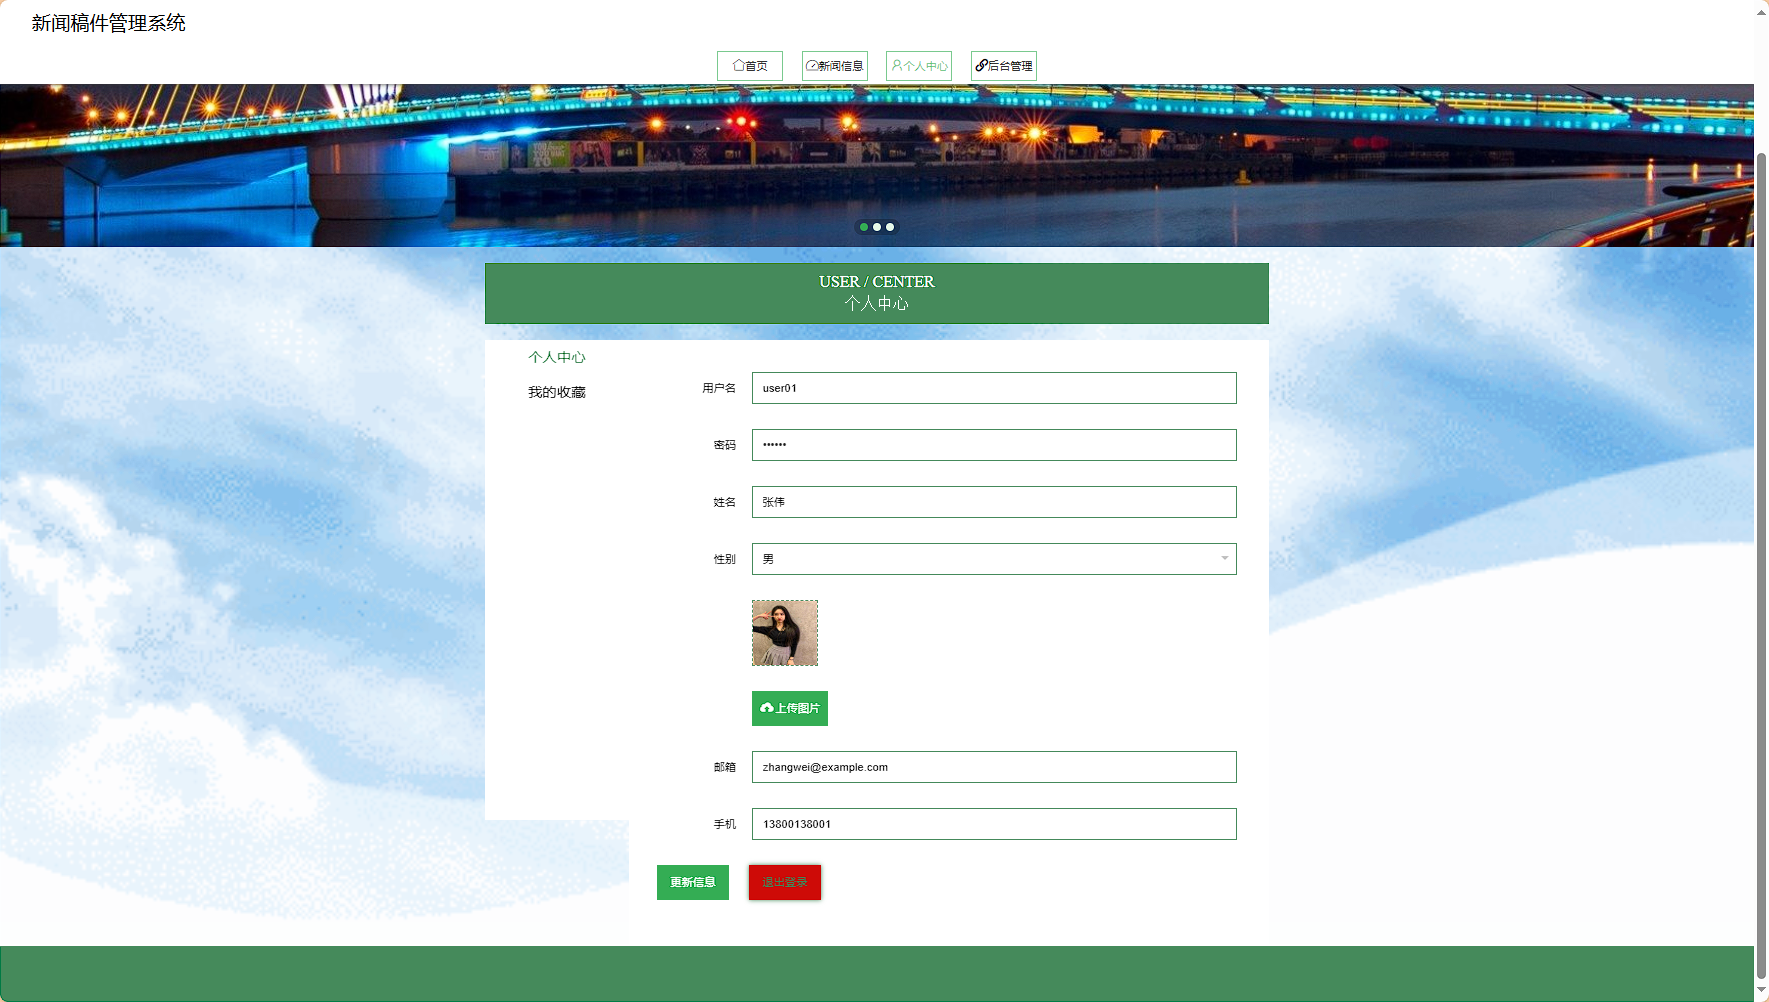 新闻稿件管理系统
首页
新闻信息
个人中心
后台管理
YOU
WANT
TO
USER / CENTER
个人中心
个人中心
我的收藏
用户名
user01
密码
••••••
姓名
张伟
性别
男
上传图片
邮箱
zhangwei@example.com
手机
13800138001
更新信息
退出登录